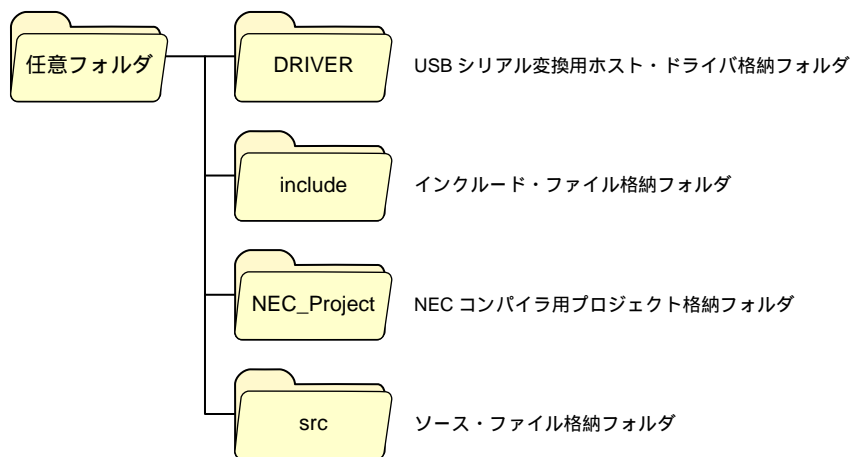 任意フォルダ
DRIVER
USB シリアル変換用ホスト・ドライバ格納フォルダ
include
インクルード・ファイル格納フォルダ
NEC_Project
NEC コンパイラ用プロジェクト格納フォルダ
src
ソース・ファイル格納フォルダ